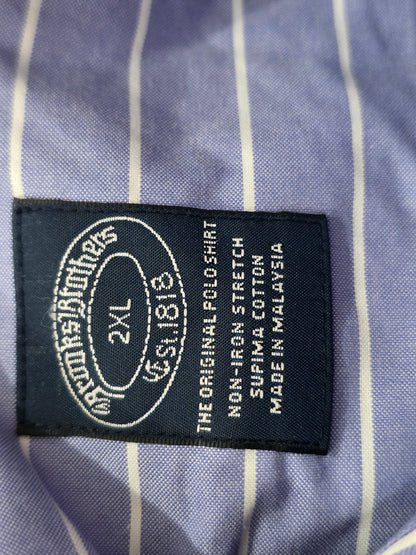 Brooks Brothers
2XL
Est. 1818
THE ORIGINAL POLO SHIRT
NON-IRON STRETCH
SUPIMA COTTON
MADE IN MALAYSIA